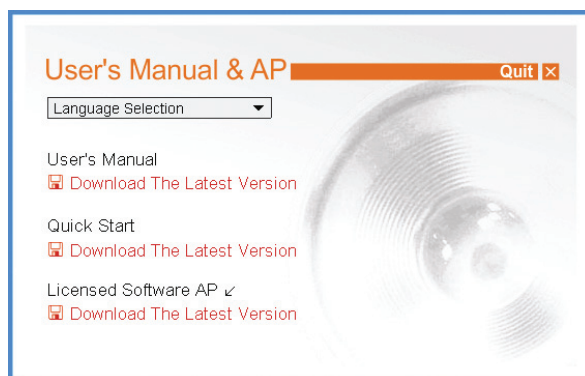 User's Manual & AP
Quit
Language Selection
User's Manual
Download The Latest Version
Quick Start
Download The Latest Version
Licensed Software AP ↙
Download The Latest Version